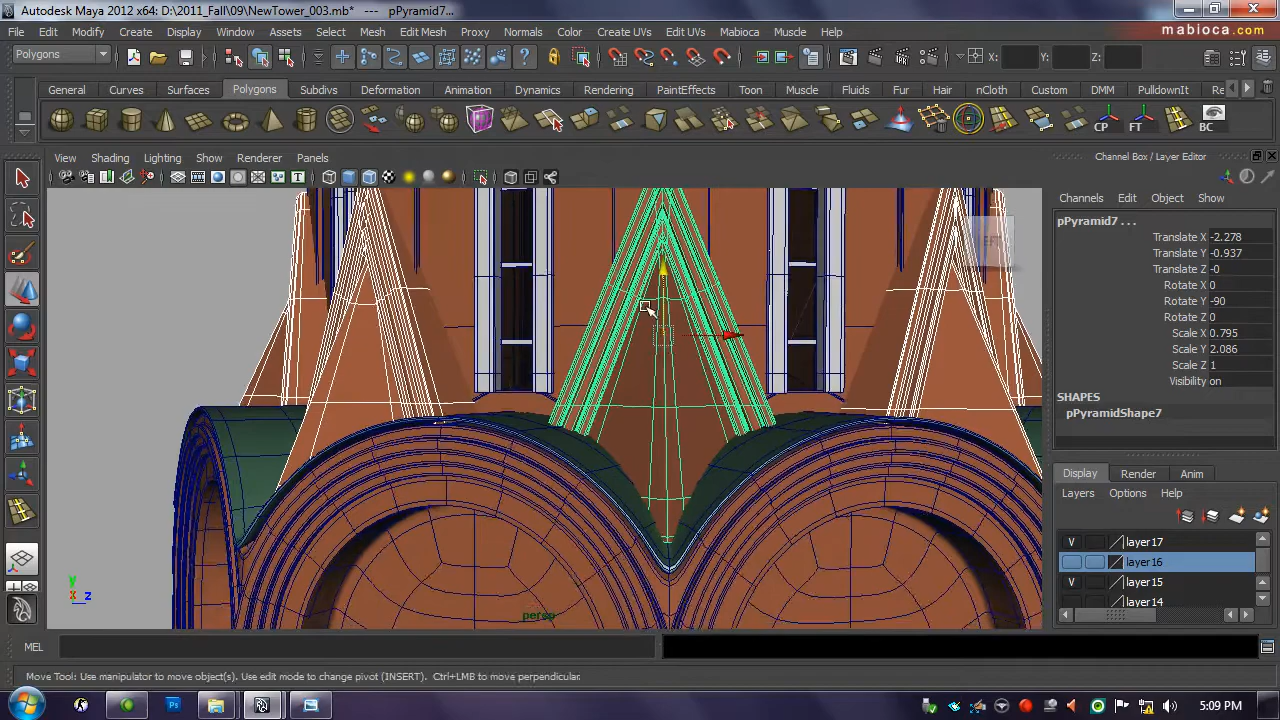 Autodesk Maya 2012 x64: D:\2011_Fall\09\NewTower_003.mb* --- pPyramid7...
File Edit Modify Create Display Window Assets Select Mesh Edit Mesh Proxy Normals Color Create UVs Edit UVs Mabioca Muscle Help
mabioca.com
Polygons
X: Y: Z:
General Curves Surfaces Polygons Subdivs Deformation Animation Dynamics Rendering PaintEffects Toon Muscle Fluids Fur Hair nCloth Custom DMM PulldownIt Re
CP FT BC
View Shading Lighting Show Renderer Panels
Channel Box / Layer Editor
Channels Edit Object Show
pPyramid7 . . .
Translate X -2.278
Translate Y -0.937
Translate Z -0
Rotate X 0
Rotate Y -90
Rotate Z 0
Scale X 0.795
Scale Y 2.086
Scale Z 1
Visibility on
SHAPES
pPyramidShape7
Display Render Anim
Layers Options Help
V layer17
layer16
V layer15
layer14
y
x z
persp
MEL
Move Tool: Use manipulator to move object(s). Use edit mode to change pivot (INSERT). Ctrl+LMB to move perpendicular.
5:09 PM